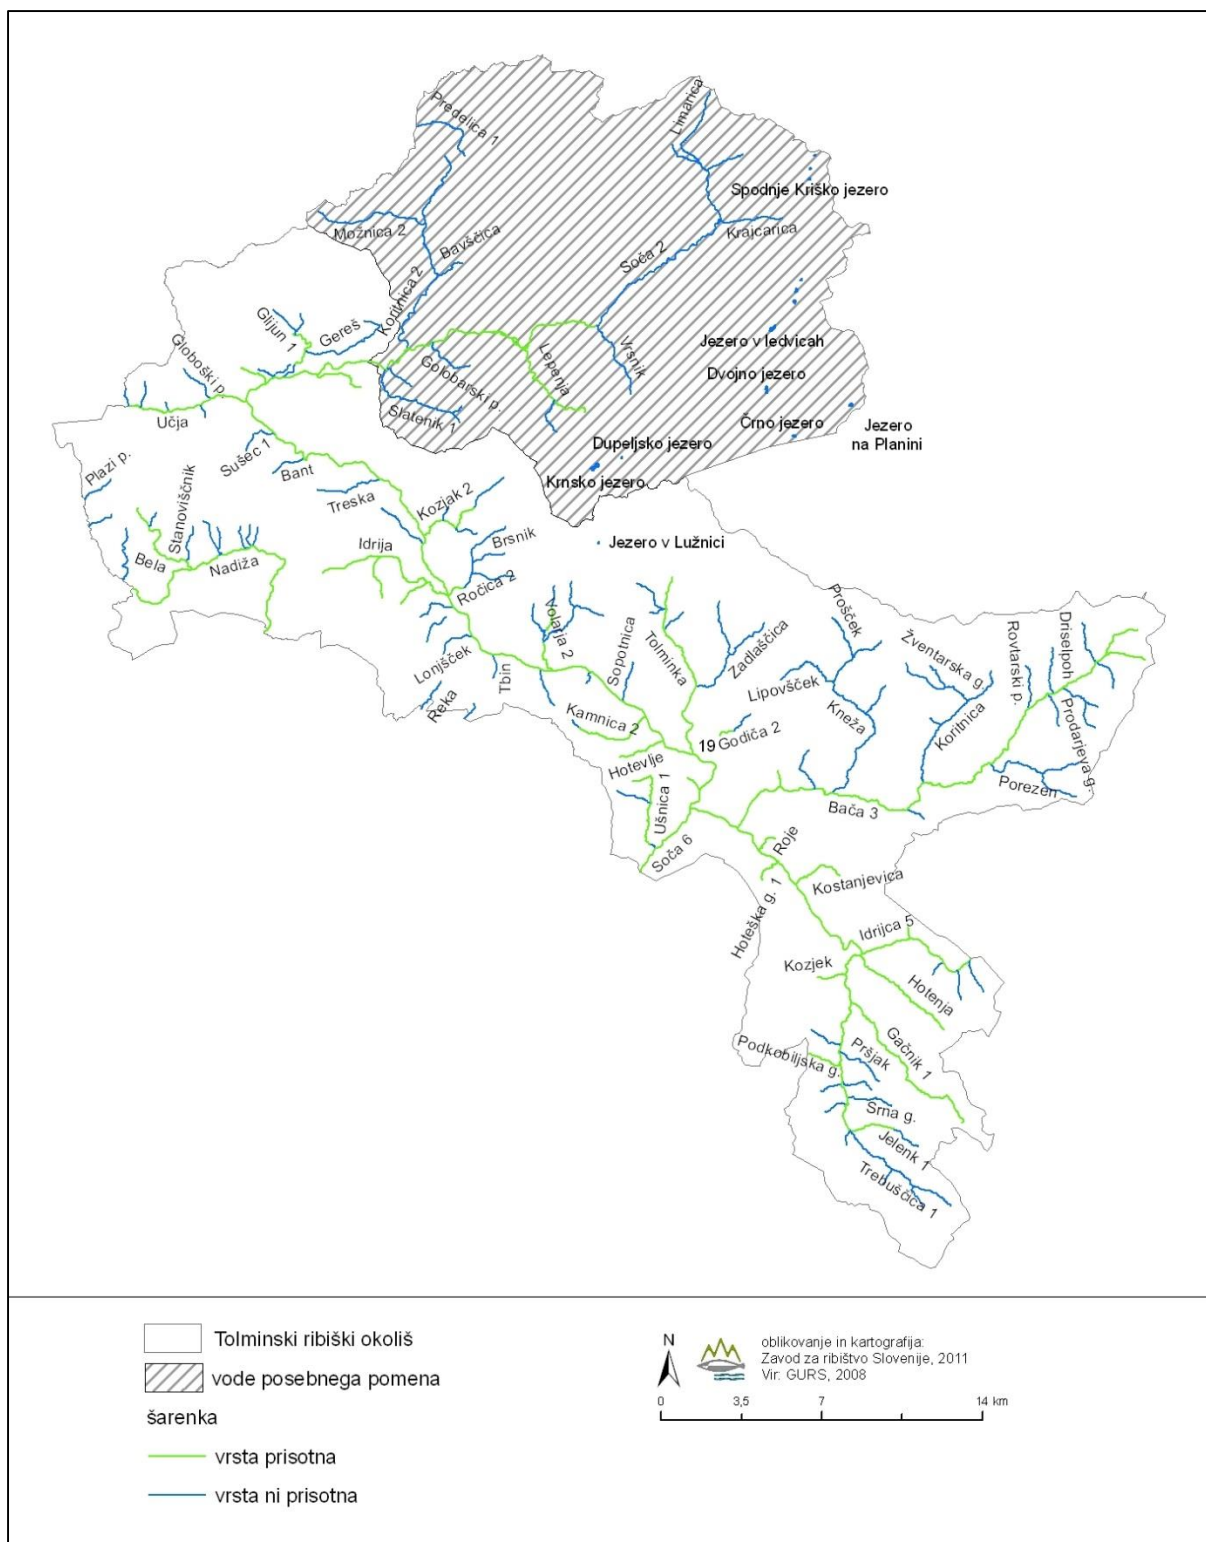 Predelica 1
Limarica
Spodnje Kriško jezero
Možnica 2
Bavščica
Krajcarica
Soča 2
Koritnica 2
Glijun 1
Gereš
Globoški p.
Jezero v ledvicah
Vrsnik
Lepenja
Golobarski p.
Dvojno jezero
Slatenik 1
Učja
Črno jezero
Jezero
na Planini
Dupeljsko jezero
Sušec 1
Krnsko jezero
Bant
Plazi p.
Treska
Stanoviščnik
Kozjak 2
Brsnik
Jezero v Lužnici
Idrija
Bela
Nadiža
Ročica 2
Volarja 2
Prošček
Žventarska g.
Rovtarski p.
Driselpoh
Sopotnica
Tolminka
Zadlaščica
Lonjšček
Tbin
Lipovšček
Reka
Kneža
Koritnica
Prodarjeva g.
Kamnica 2
19
Godiča 2
Hotevlje
Porezen
Ušnica 1
Bača 3
Roje
Soča 6
Kostanjevica
Hoteška g. 1
Idrijca 5
Kozjek
Hotenja
Gačnik 1
Pršjak
Podkobiljska g.
Srna g.
Jelenk 1
Trebuščica 1
Tolminski ribiški okoliš
vode posebnega pomena
šarenka
vrsta prisotna
vrsta ni prisotna
N
oblikovanje in kartografija:
Zavod za ribištvo Slovenije, 2011
Vir: GURS, 2008
0 3,5 7 14 km